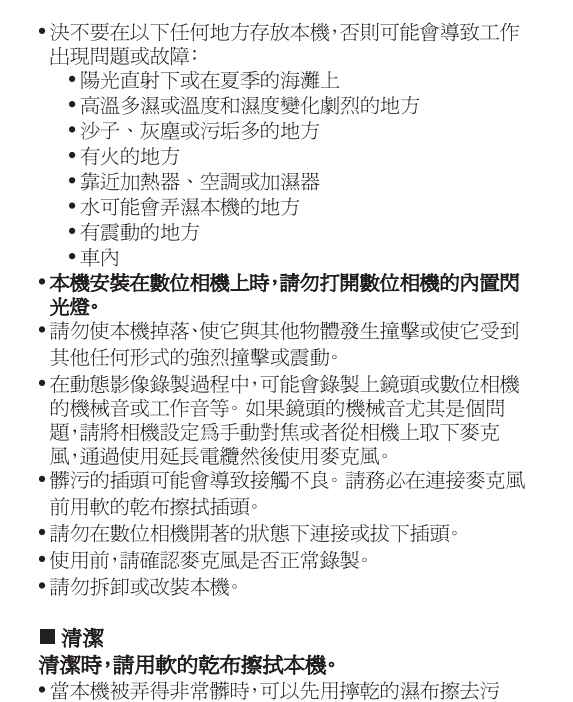 •決不要在以下任何地方存放本機，否則可能會導致工作
出現問題或故障：
•陽光直射下或在夏季的海灘上
•高溫多濕或溫度和濕度變化劇烈的地方
•沙子、灰塵或污垢多的地方
•有火的地方
•靠近加熱器、空調或加濕器
•水可能會弄濕本機的地方
•有震動的地方
•車內
•本機安裝在數位相機上時，請勿打開數位相機的內置閃
光燈。
•請勿使本機掉落、使它與其他物體發生撞擊或使它受到
其他任何形式的強烈撞擊或震動。
•在動態影像錄製過程中，可能會錄製上鏡頭或數位相機
的機械音或工作音等。如果鏡頭的機械音尤其是個問
題，請將相機設定爲手動對焦或者從相機上取下麥克
風，通過使用延長電纜然後使用麥克風。
•髒污的插頭可能會導致接觸不良。請務必在連接麥克風
前用軟的乾布擦拭插頭。
•請勿在數位相機開著的狀態下連接或拔下插頭。
•使用前，請確認麥克風是否正常錄製。
•請勿拆卸或改裝本機。
■ 清潔
清潔時，請用軟的乾布擦拭本機。
•當本機被弄得非常髒時，可以先用擰乾的濕布擦去污